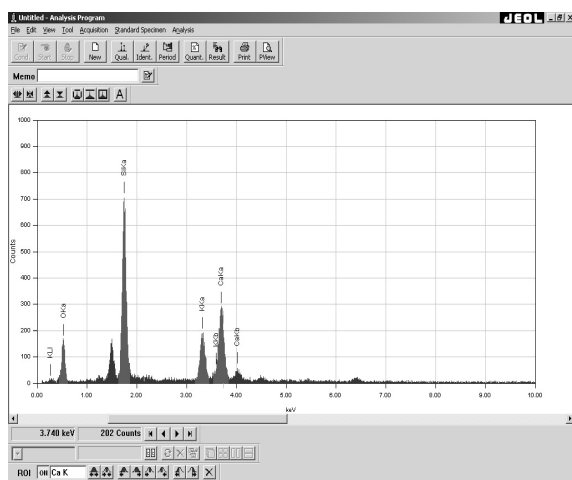 Untitled - Analysis Program
JEOL
File Edit View Tool Acquisition Standard Specimen Analysis
Cond. Start Stop New Qual. Ident. Period Quant. Result Print PView
Memo
A
1000
900
800
700
600
500
400
300
200
100
0
Counts
KLl
OKa
SiKa
KKa
KKb
CaKa
CaKb
0.00 1.00 2.00 3.00 4.00 5.00 6.00 7.00 8.00 9.00 10.00
keV
3.740 keV 202 Counts
ROI ON Ca K